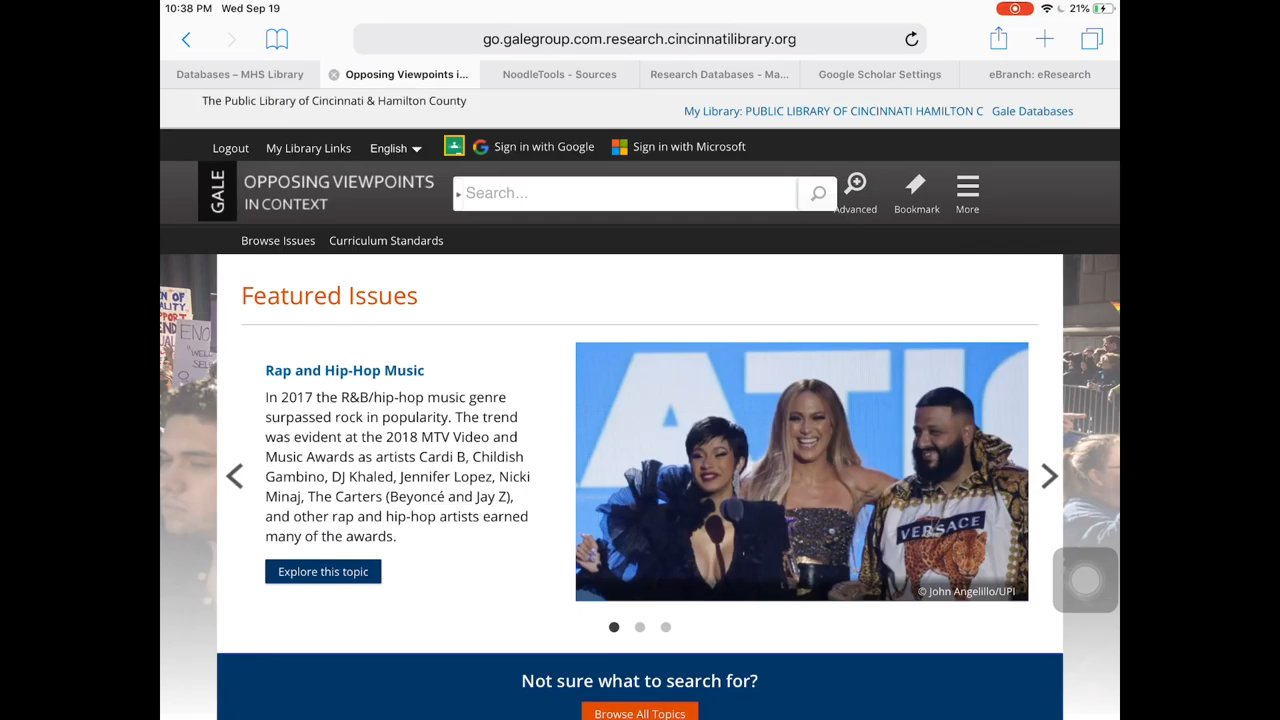 10:38 PM Wed Sep 19
21%
go.galegroup.com.research.cincinnatilibrary.org
Databases – MHS Library
Opposing Viewpoints i...
NoodleTools - Sources
Research Databases - Ma...
Google Scholar Settings
eBranch: eResearch
The Public Library of Cincinnati & Hamilton County
My Library: PUBLIC LIBRARY OF CINCINNATI HAMILTON C Gale Databases
Logout My Library Links English Sign in with Google Sign in with Microsoft
GALE
OPPOSING VIEWPOINTS
IN CONTEXT
Search...
Advanced
Bookmark
More
Browse Issues Curriculum Standards
Featured Issues
Rap and Hip-Hop Music
In 2017 the R&B/hip-hop music genre
surpassed rock in popularity. The trend
was evident at the 2018 MTV Video and
Music Awards as artists Cardi B, Childish
Gambino, DJ Khaled, Jennifer Lopez, Nicki
Minaj, The Carters (Beyoncé and Jay Z),
and other rap and hip-hop artists earned
many of the awards.
Explore this topic
VERSACE
© John Angelillo/UPI
Not sure what to search for?
Browse All Topics